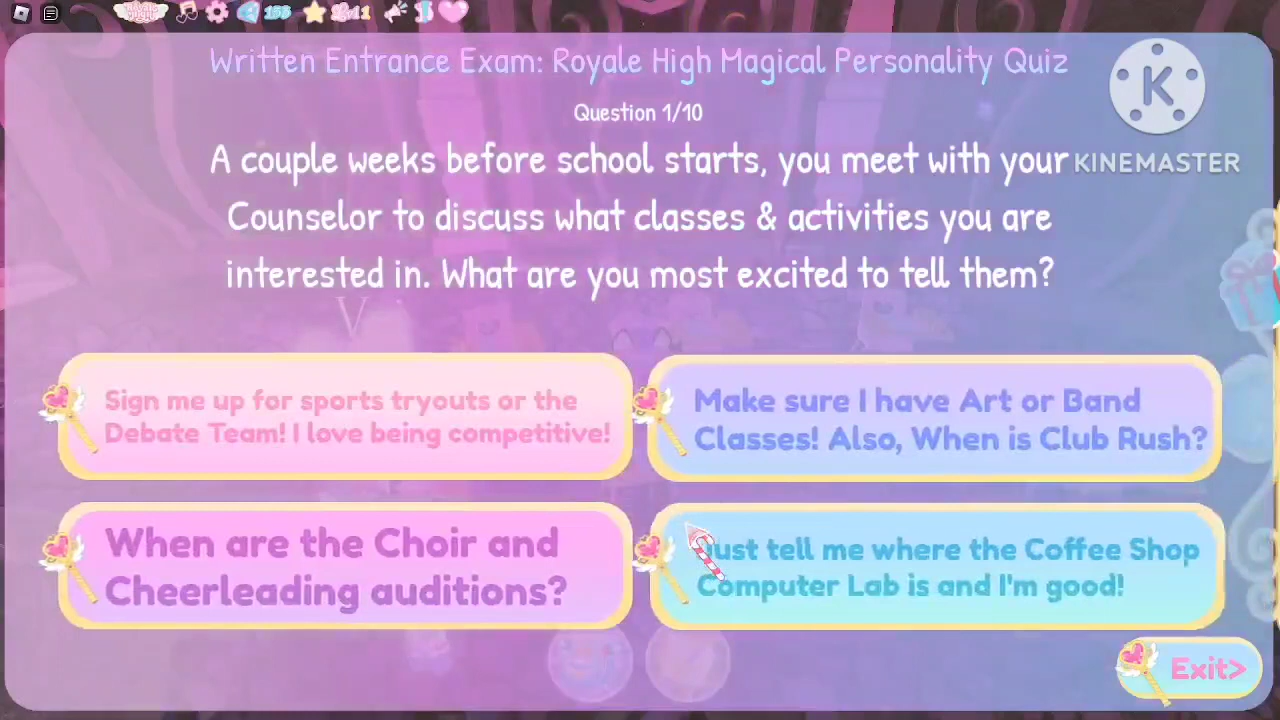 153
11
Written Entrance Exam: Royale High Magical Personality Quiz
K
Question 1/10
A couple weeks before school starts, you meet with your
KINEMASTER
Counselor to discuss what classes & activities you are
interested in. What are you most excited to tell them?
Sign me up for sports tryouts or the
Debate Team! I love being competitive!
Make sure I have Art or Band
Classes! Also, When is Club Rush?
When are the Choir and
Cheerleading auditions?
Just tell me where the Coffee Shop
Computer Lab is and I'm good!
Exit>